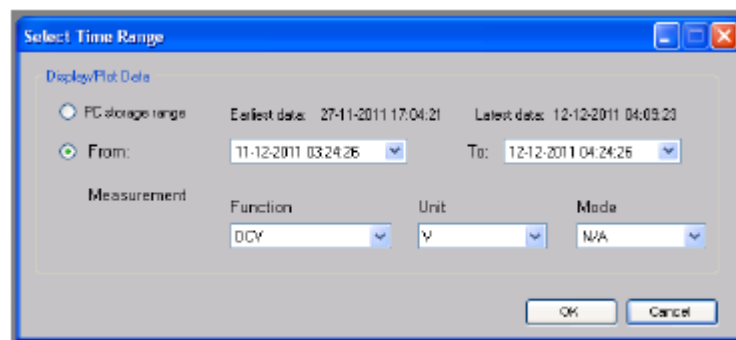 Select Time Range
Display/Plot Data
PC storage range Earliest data: 27-11-2011 17:04:21 Latest data: 12-12-2011 04:09:23
From: 11-12-2011 03:24:26 To: 12-12-2011 04:24:26
Measurement
Function Unit Mode
DCV V N/A
OK Cancel